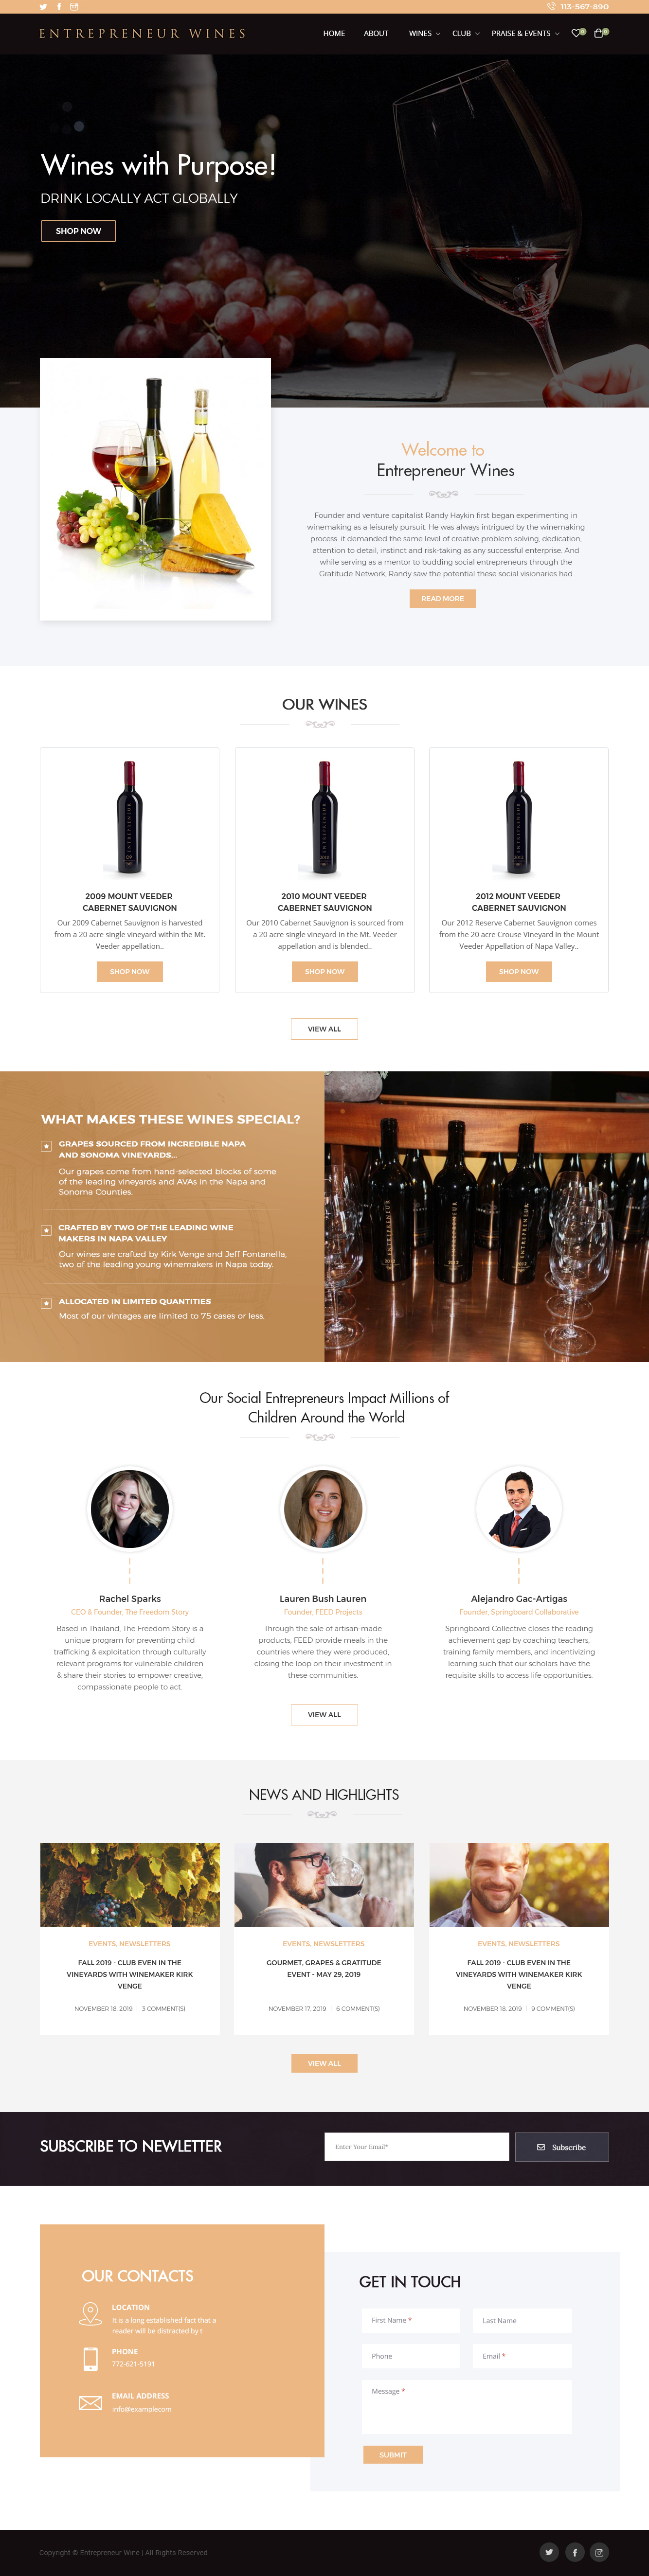 113-567-890
ENTREPRENEUR WINES
HOME ABOUT WINES CLUB PRAISE & EVENTS 0 0
Wines with Purpose!
DRINK LOCALLY ACT GLOBALLY
SHOP NOW
Welcome to
Entrepreneur Wines
Founder and venture capitalist Randy Haykin first began experimenting in
winemaking as a leisurely pursuit. He was always intrigued by the winemaking
process: it demanded the same level of creative problem solving, dedication,
attention to detail, instinct and risk-taking as any successful enterprise. And
while serving as a mentor to budding social entrepreneurs through the
Gratitude Network, Randy saw the potential these social visionaries had
READ MORE
OUR WINES
ENTREPRENEUR
ENTREPRENEUR
ENTREPRENEUR
2009 MOUNT VEEDER
CABERNET SAUVIGNON
Our 2009 Cabernet Sauvignon is harvested
from a 20 acre single vineyard within the Mt.
Veeder appellation..
SHOP NOW
2010 MOUNT VEEDER
CABERNET SAUVIGNON
Our 2010 Cabernet Sauvignon is sourced from
a 20 acre single vineyard in the Mt. Veeder
appellation and is blended..
SHOP NOW
2012 MOUNT VEEDER
CABERNET SAUVIGNON
Our 2012 Reserve Cabernet Sauvignon comes
from the 20 acre Crouse Vineyard in the Mount
Veeder Appellation of Napa Valley..
SHOP NOW
VIEW ALL
WHAT MAKES THESE WINES SPECIAL?
GRAPES SOURCED FROM INCREDIBLE NAPA
AND SONOMA VINEYARDS...
Our grapes come from hand-selected blocks of some
of the leading vineyards and AVAs in the Napa and
Sonoma Counties.
CRAFTED BY TWO OF THE LEADING WINE
MAKERS IN NAPA VALLEY
Our wines are crafted by Kirk Venge and Jeff Fontanella,
two of the leading young winemakers in Napa today.
ALLOCATED IN LIMITED QUANTITIES
Most of our vintages are limited to 75 cases or less.
Our Social Entrepreneurs Impact Millions of
Children Around the World
Rachel Sparks
CEO & Founder, The Freedom Story
Based in Thailand, The Freedom Story is a
unique program for preventing child
trafficking & exploitation through culturally
relevant programs for vulnerable children
& share their stories to empower creative,
compassionate people to act.
Lauren Bush Lauren
Founder, FEED Projects
Through the sale of artisan-made
products, FEED provide meals in the
countries where they were produced,
closing the loop on their investment in
these communities.
Alejandro Gac-Artigas
Founder, Springboard Collaborative
Springboard Collective closes the reading
achievement gap by coaching teachers,
training family members, and incentivizing
learning such that our scholars have the
requisite skills to access life opportunities.
VIEW ALL
NEWS AND HIGHLIGHTS
EVENTS, NEWSLETTERS
FALL 2019 - CLUB EVEN IN THE
VINEYARDS WITH WINEMAKER KIRK
VENGE
NOVEMBER 18, 2019 | 3 COMMENT(S)
EVENTS, NEWSLETTERS
GOURMET, GRAPES & GRATITUDE
EVENT - MAY 29, 2019
NOVEMBER 17, 2019 | 6 COMMENT(S)
EVENTS, NEWSLETTERS
FALL 2019 - CLUB EVEN IN THE
VINEYARDS WITH WINEMAKER KIRK
VENGE
NOVEMBER 18, 2019 | 9 COMMENT(S)
VIEW ALL
SUBSCRIBE TO NEWLETTER
Enter Your Email*
Subscribe
OUR CONTACTS
LOCATION
It is a long established fact that a
reader will be distracted by t
PHONE
772-621-5191
EMAIL ADDRESS
info@examplecom
GET IN TOUCH
First Name *
Last Name
Phone
Email *
Message *
SUBMIT
Copyright © Entrepreneur Wine | All Rights Reserved